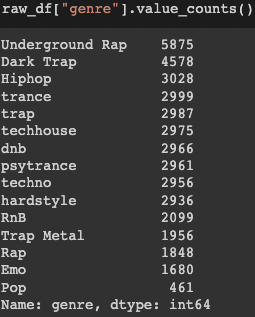 raw_df["genre"].value_counts()
Underground Rap 5875
Dark Trap 4578
Hiphop 3028
trance 2999
trap 2987
techhouse 2975
dnb 2966
psytrance 2961
techno 2956
hardstyle 2936
RnB 2099
Trap Metal 1956
Rap 1848
Emo 1680
Pop 461
Name: genre, dtype: int64